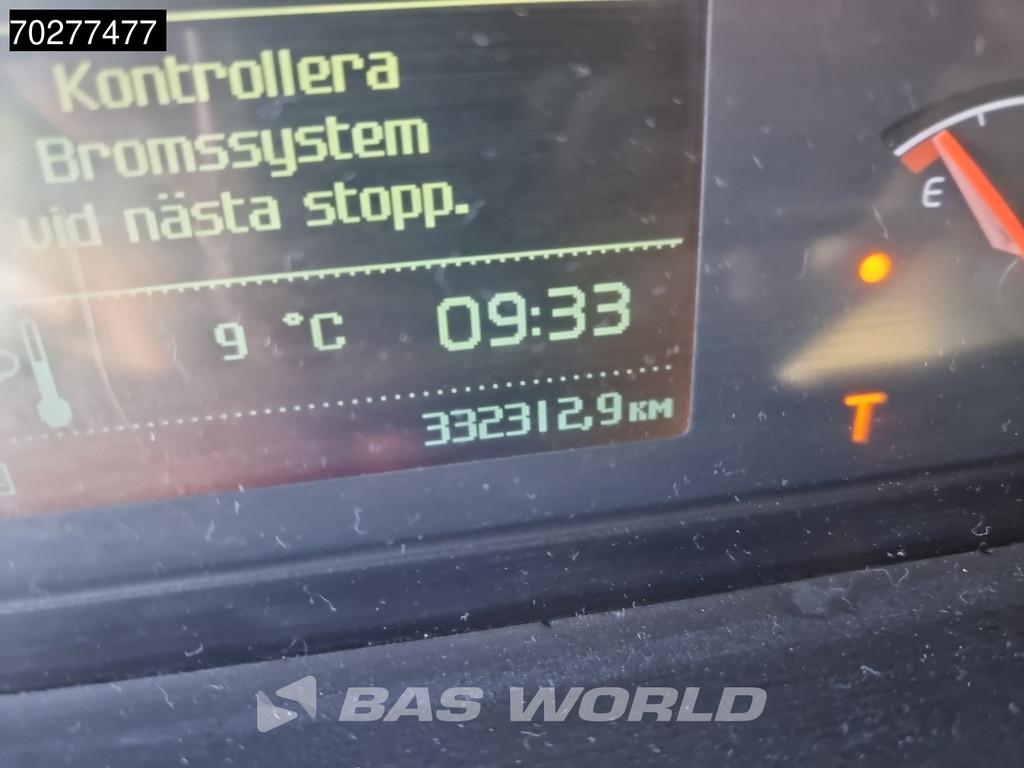 70277477
Kontrollera
Bromssystem
vid nästa stopp.
E
9 °C 09:33
332312,9 KM
T
BAS WORLD